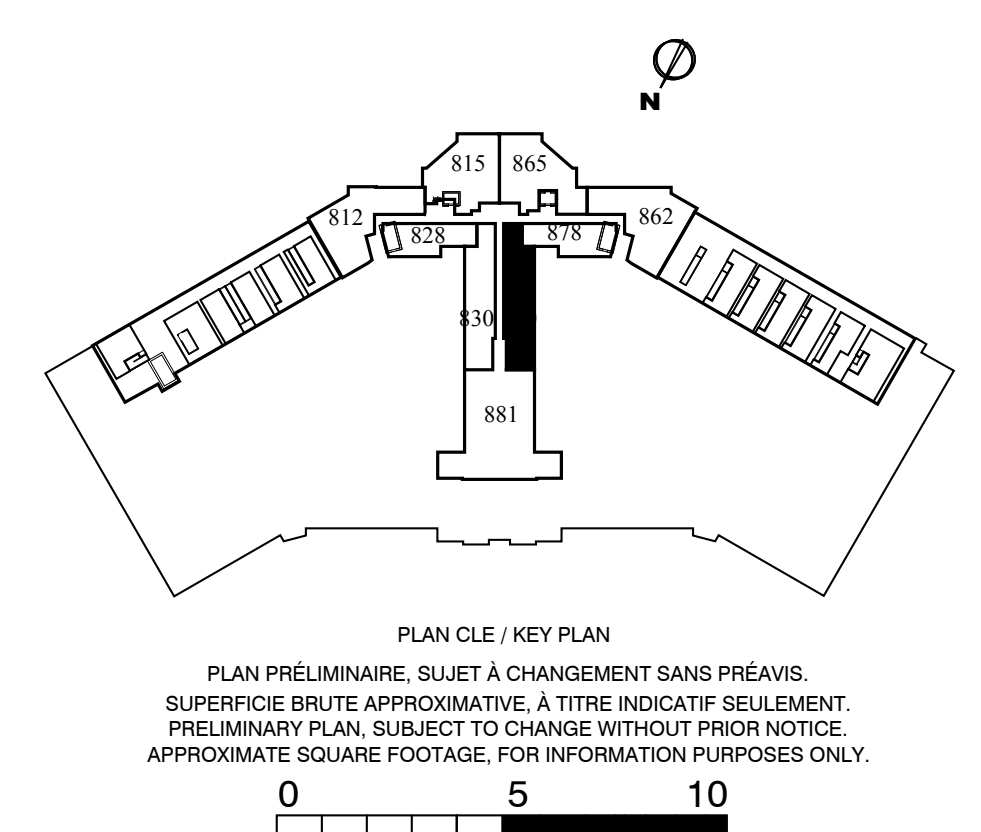 N
815 865
812 862
828 878
830
881
PLAN CLE / KEY PLAN
PLAN PRÉLIMINAIRE, SUJET À CHANGEMENT SANS PRÉAVIS.
SUPERFICIE BRUTE APPROXIMATIVE, À TITRE INDICATIF SEULEMENT.
PRELIMINARY PLAN, SUBJECT TO CHANGE WITHOUT PRIOR NOTICE.
APPROXIMATE SQUARE FOOTAGE, FOR INFORMATION PURPOSES ONLY.
0 5 10